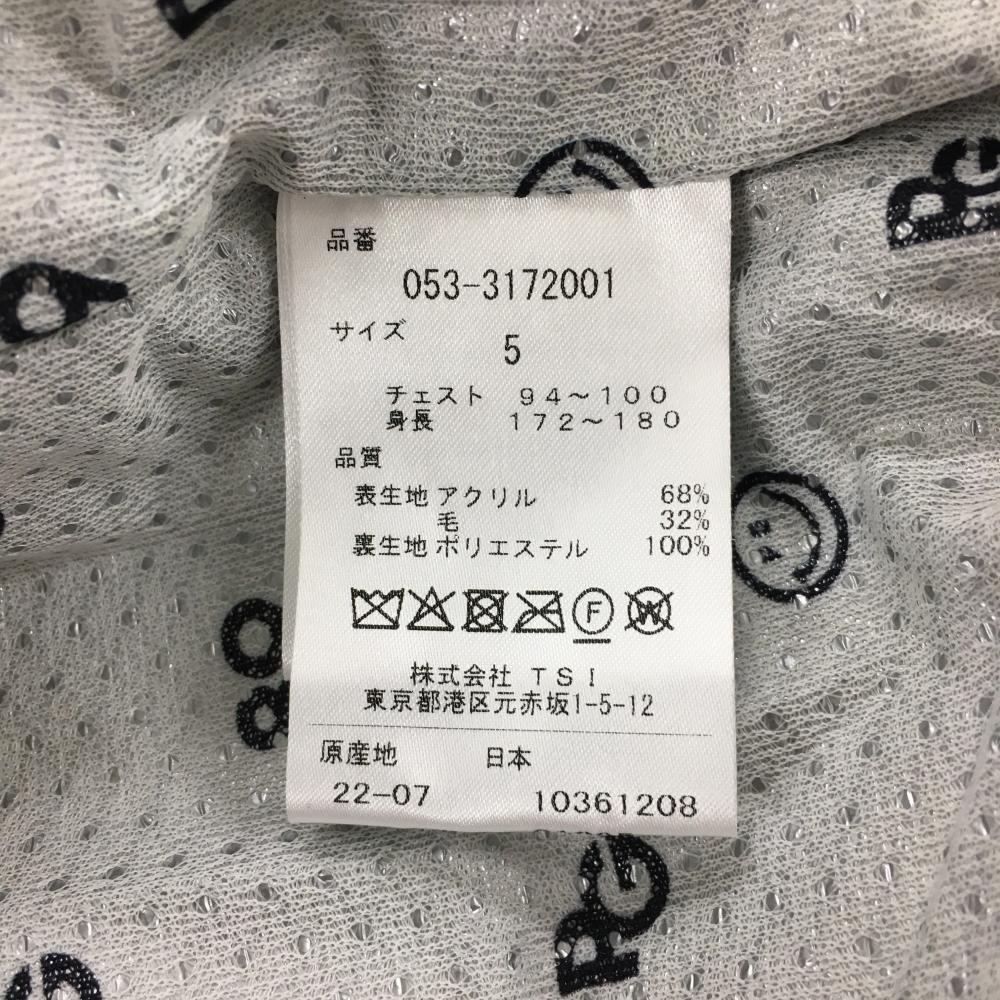 品番
053-3172001
サイズ
5
チェスト 94～100
身長 172～180
品質
表生地 アクリル 68%
毛 32%
裏生地 ポリエステル 100%
F
W
株式会社 TSI
東京都港区元赤坂1-5-12
原産地 日本
22-07 10361208
PG
PG